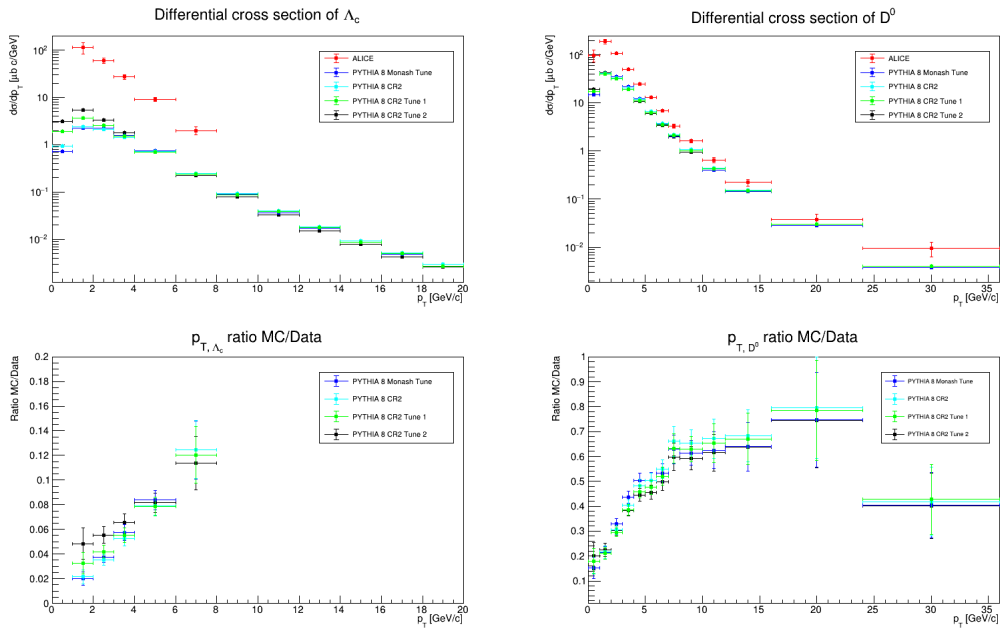 Differential cross section of Λc
dσ/dpT [μb c/GeV]
10²
10
1
10⁻¹
10⁻²
ALICE
PYTHIA 8 Monash Tune
PYTHIA 8 CR2
PYTHIA 8 CR2 Tune 1
PYTHIA 8 CR2 Tune 2
0 2 4 6 8 10 12 14 16 18 20
pT [GeV/c]
Differential cross section of D⁰
dσ/dpT [μb c/GeV]
10²
10
1
10⁻¹
10⁻²
ALICE
PYTHIA 8 Monash Tune
PYTHIA 8 CR2
PYTHIA 8 CR2 Tune 1
PYTHIA 8 CR2 Tune 2
0 5 10 15 20 25 30 35
pT [GeV/c]
pT, Λc ratio MC/Data
Ratio MC/Data
0.2
0.18
0.16
0.14
0.12
0.1
0.08
0.06
0.04
0.02
0
PYTHIA 8 Monash Tune
PYTHIA 8 CR2
PYTHIA 8 CR2 Tune 1
PYTHIA 8 CR2 Tune 2
0 2 4 6 8 10 12 14 16 18 20
pT [GeV/c]
pT, D⁰ ratio MC/Data
Ratio MC/Data
1
0.9
0.8
0.7
0.6
0.5
0.4
0.3
0.2
0.1
PYTHIA 8 Monash Tune
PYTHIA 8 CR2
PYTHIA 8 CR2 Tune 1
PYTHIA 8 CR2 Tune 2
0 5 10 15 20 25 30 35
pT [GeV/c]